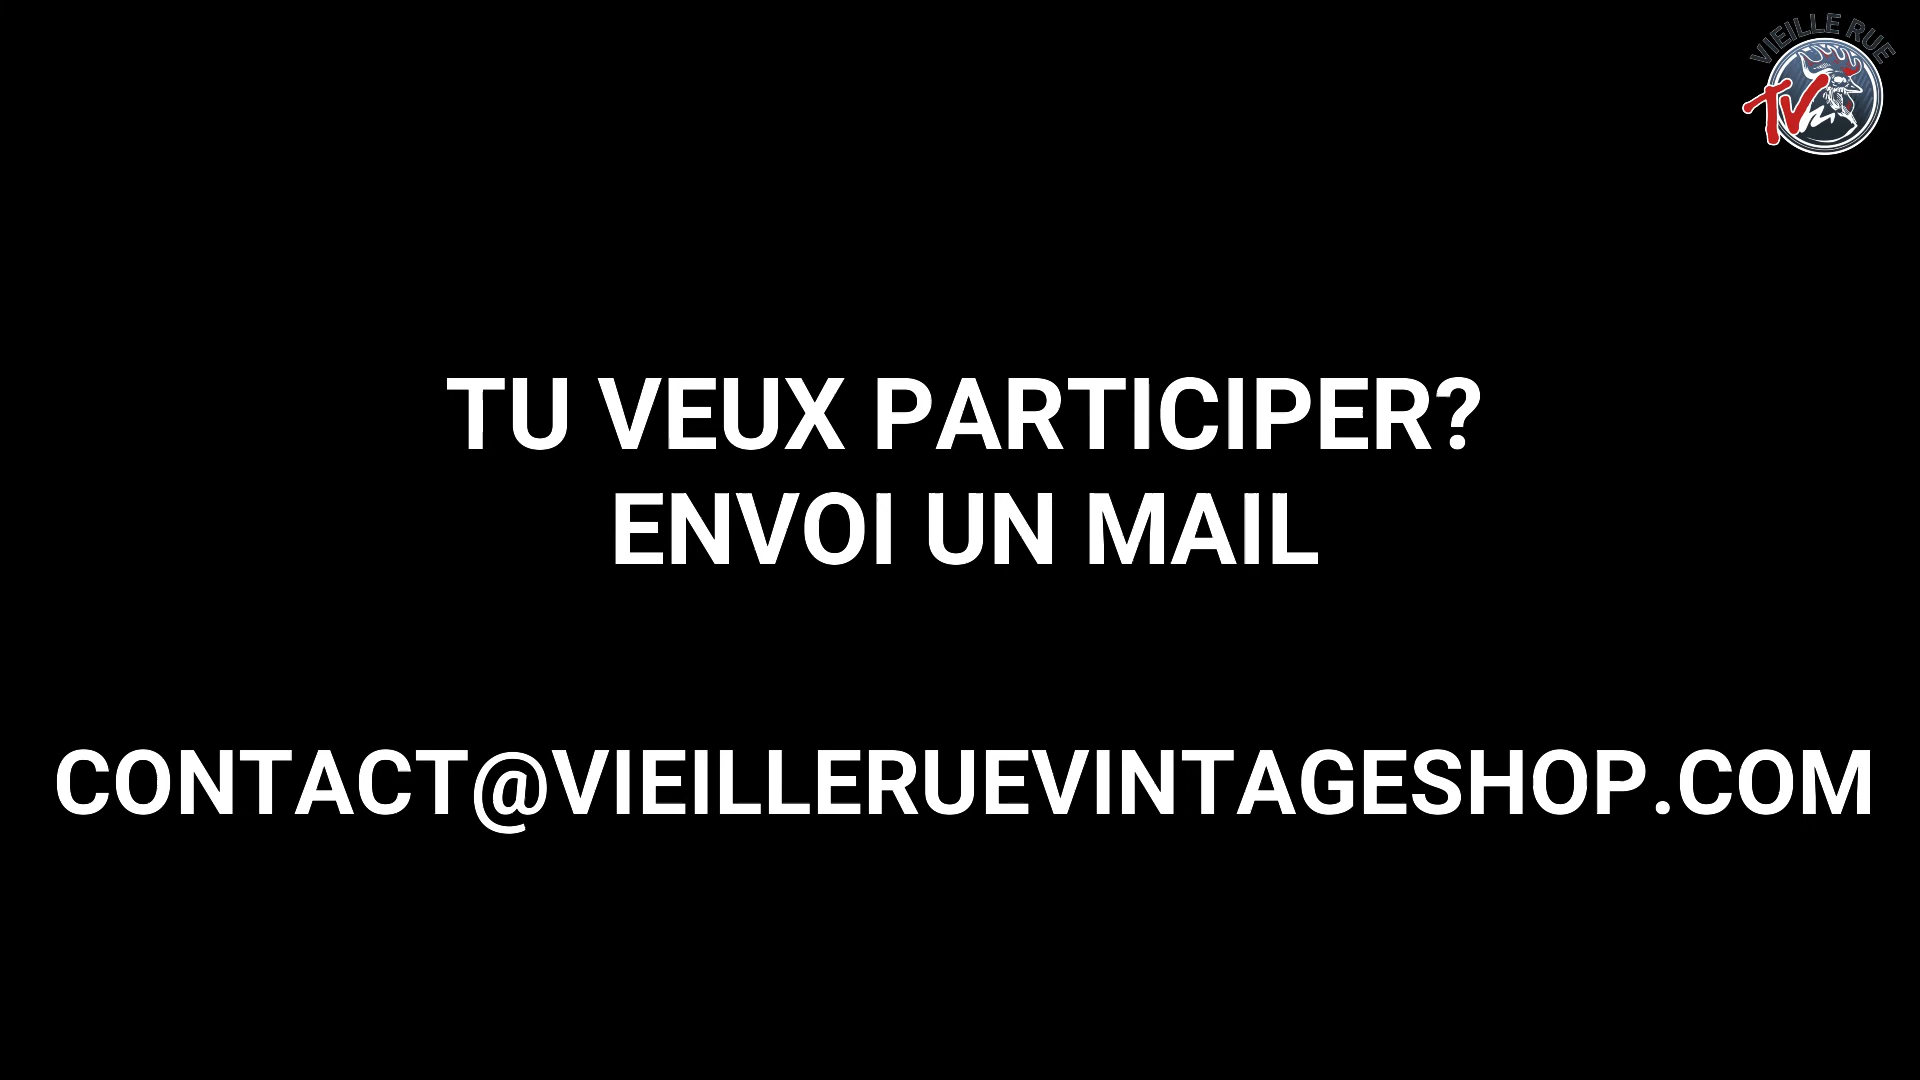 VIEILLE RUE
TV
TU VEUX PARTICIPER?
ENVOI UN MAIL
CONTACT@VIEILLERUEVINTAGESHOP.COM